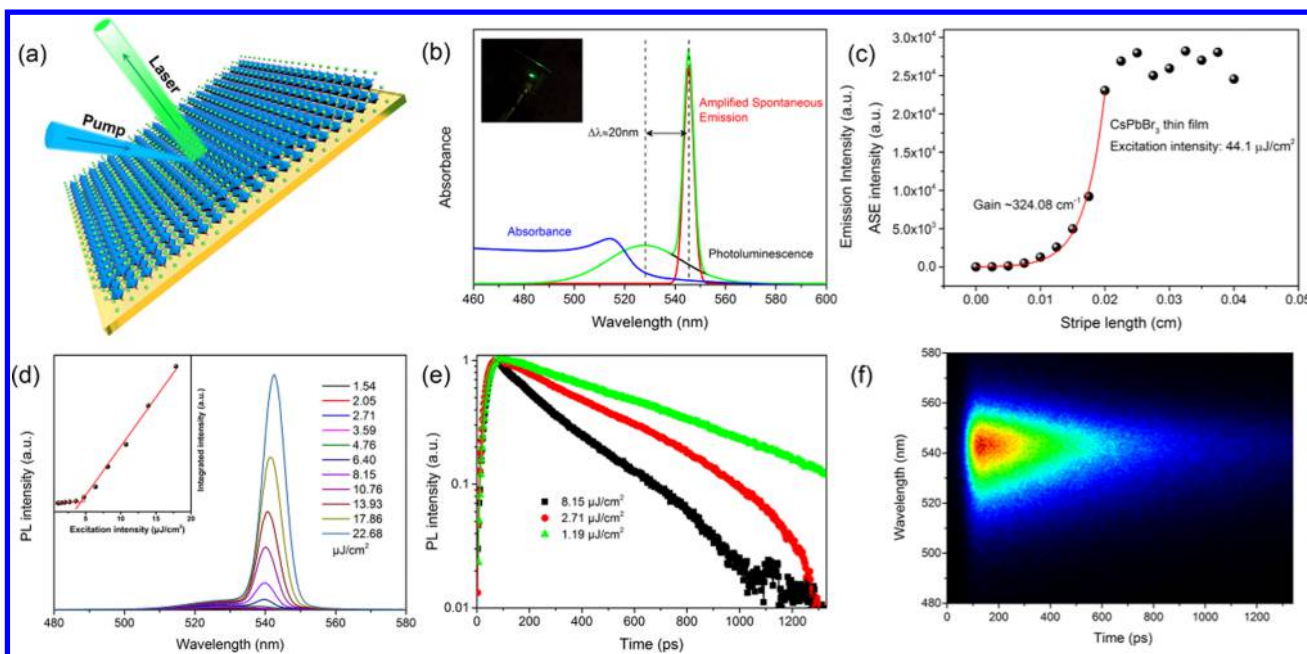 (a)
Laser
Pump
(b)
Absorbance
Δλ≈20nm
Amplified Spontaneous
Emission
Absorbance
Photoluminescence
460 480 500 520 540 560 580 600
Wavelength (nm)
(c)
Emission Intensity (a.u.)
ASE intensity (a.u.)
3.0x10⁴
2.5x10⁴
2.0x10⁴
1.5x10⁴
1.0x10⁴
5.0x10³
0.0
CsPbBr₃ thin film
Excitation intensity: 44.1 μJ/cm²
Gain ~324.08 cm⁻¹
0.00 0.01 0.02 0.03 0.04 0.05
Stripe length (cm)
(d)
PL intensity (a.u.)
Integrated intensity (a.u.)
5 10 15 20
Excitation intensity (μJ/cm²)
1.54
2.05
2.71
3.59
4.76
6.40
8.15
10.76
13.93
17.86
22.68
μJ/cm²
480 500 520 540 560 580
Wavelength (nm)
(e)
PL intensity (a.u.)
1
0.1
0.01
8.15 μJ/cm²
2.71 μJ/cm²
1.19 μJ/cm²
0 200 400 600 800 1000 1200
Time (ps)
(f)
Wavelength (nm)
580
560
540
520
500
480
200 400 600 800 1000 1200
Time (ps)